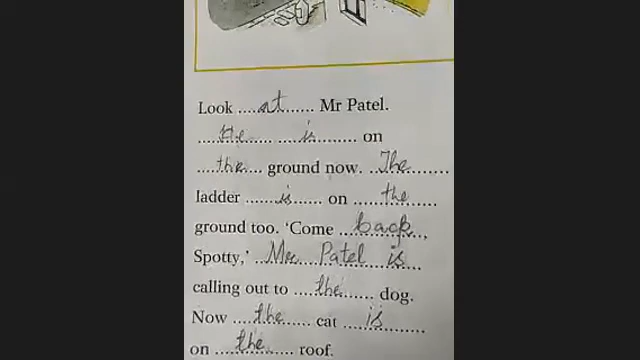 Look ....at...... Mr Patel.
....He..... ....is....... on
....the.... ground now. ..The.......
ladder .....is..... on .....the.....
ground too. ‘Come ...back...,
Spotty,’ ..Mr.... Patel... is...
calling out to ....the..... dog.
Now ....the.... cat ....is......
on ....the..... roof.